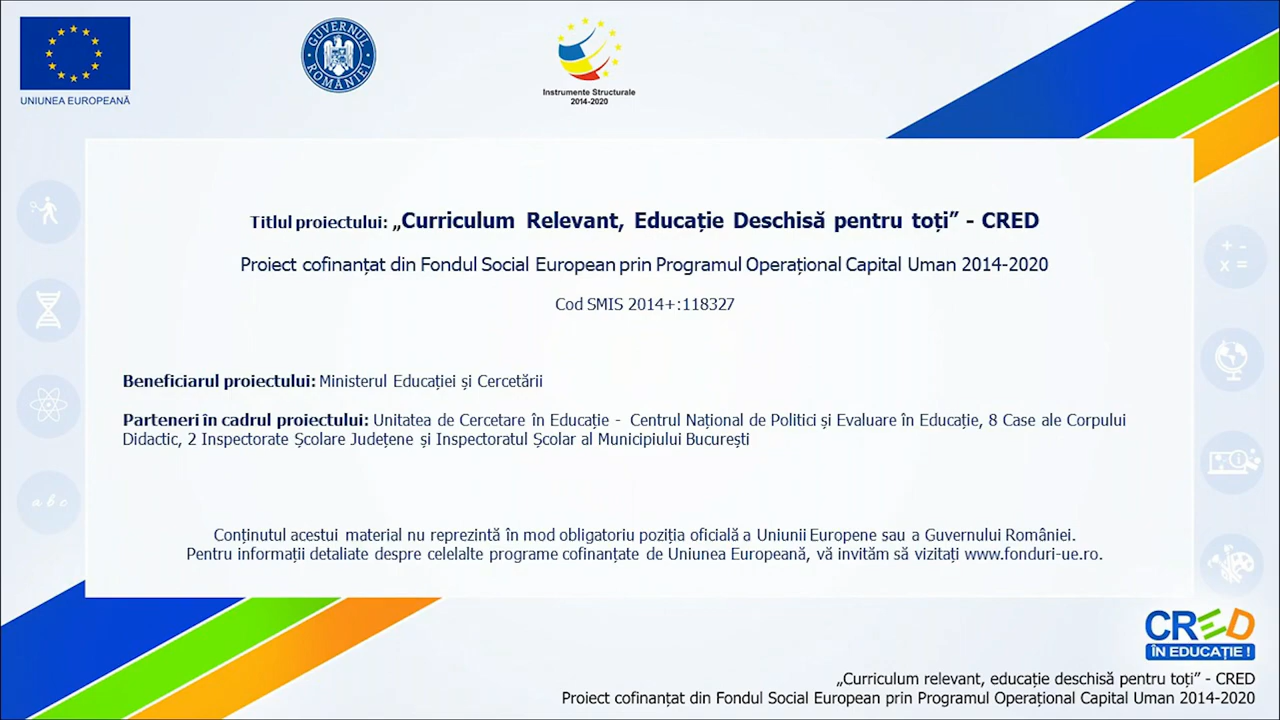 UNIUNEA EUROPEANĂ
GUVERNUL ROMÂNIEI
Instrumente Structurale
2014-2020
Titlul proiectului: „Curriculum Relevant, Educație Deschisă pentru toți” - CRED
Proiect cofinanțat din Fondul Social European prin Programul Operațional Capital Uman 2014-2020
Cod SMIS 2014+:118327
Beneficiarul proiectului: Ministerul Educației și Cercetării
Parteneri în cadrul proiectului: Unitatea de Cercetare în Educație - Centrul Național de Politici și Evaluare în Educație, 8 Case ale Corpului
Didactic, 2 Inspectorate Școlare Județene și Inspectoratul Școlar al Municipiului București
Conținutul acestui material nu reprezintă în mod obligatoriu poziția oficială a Uniunii Europene sau a Guvernului României.
Pentru informații detaliate despre celelalte programe cofinanțate de Uniunea Europeană, vă invităm să vizitați www.fonduri-ue.ro.
+ -
x =
a b c
CRED
ÎN EDUCAȚIE !
„Curriculum relevant, educație deschisă pentru toți” - CRED
Proiect cofinanțat din Fondul Social European prin Programul Operațional Capital Uman 2014-2020